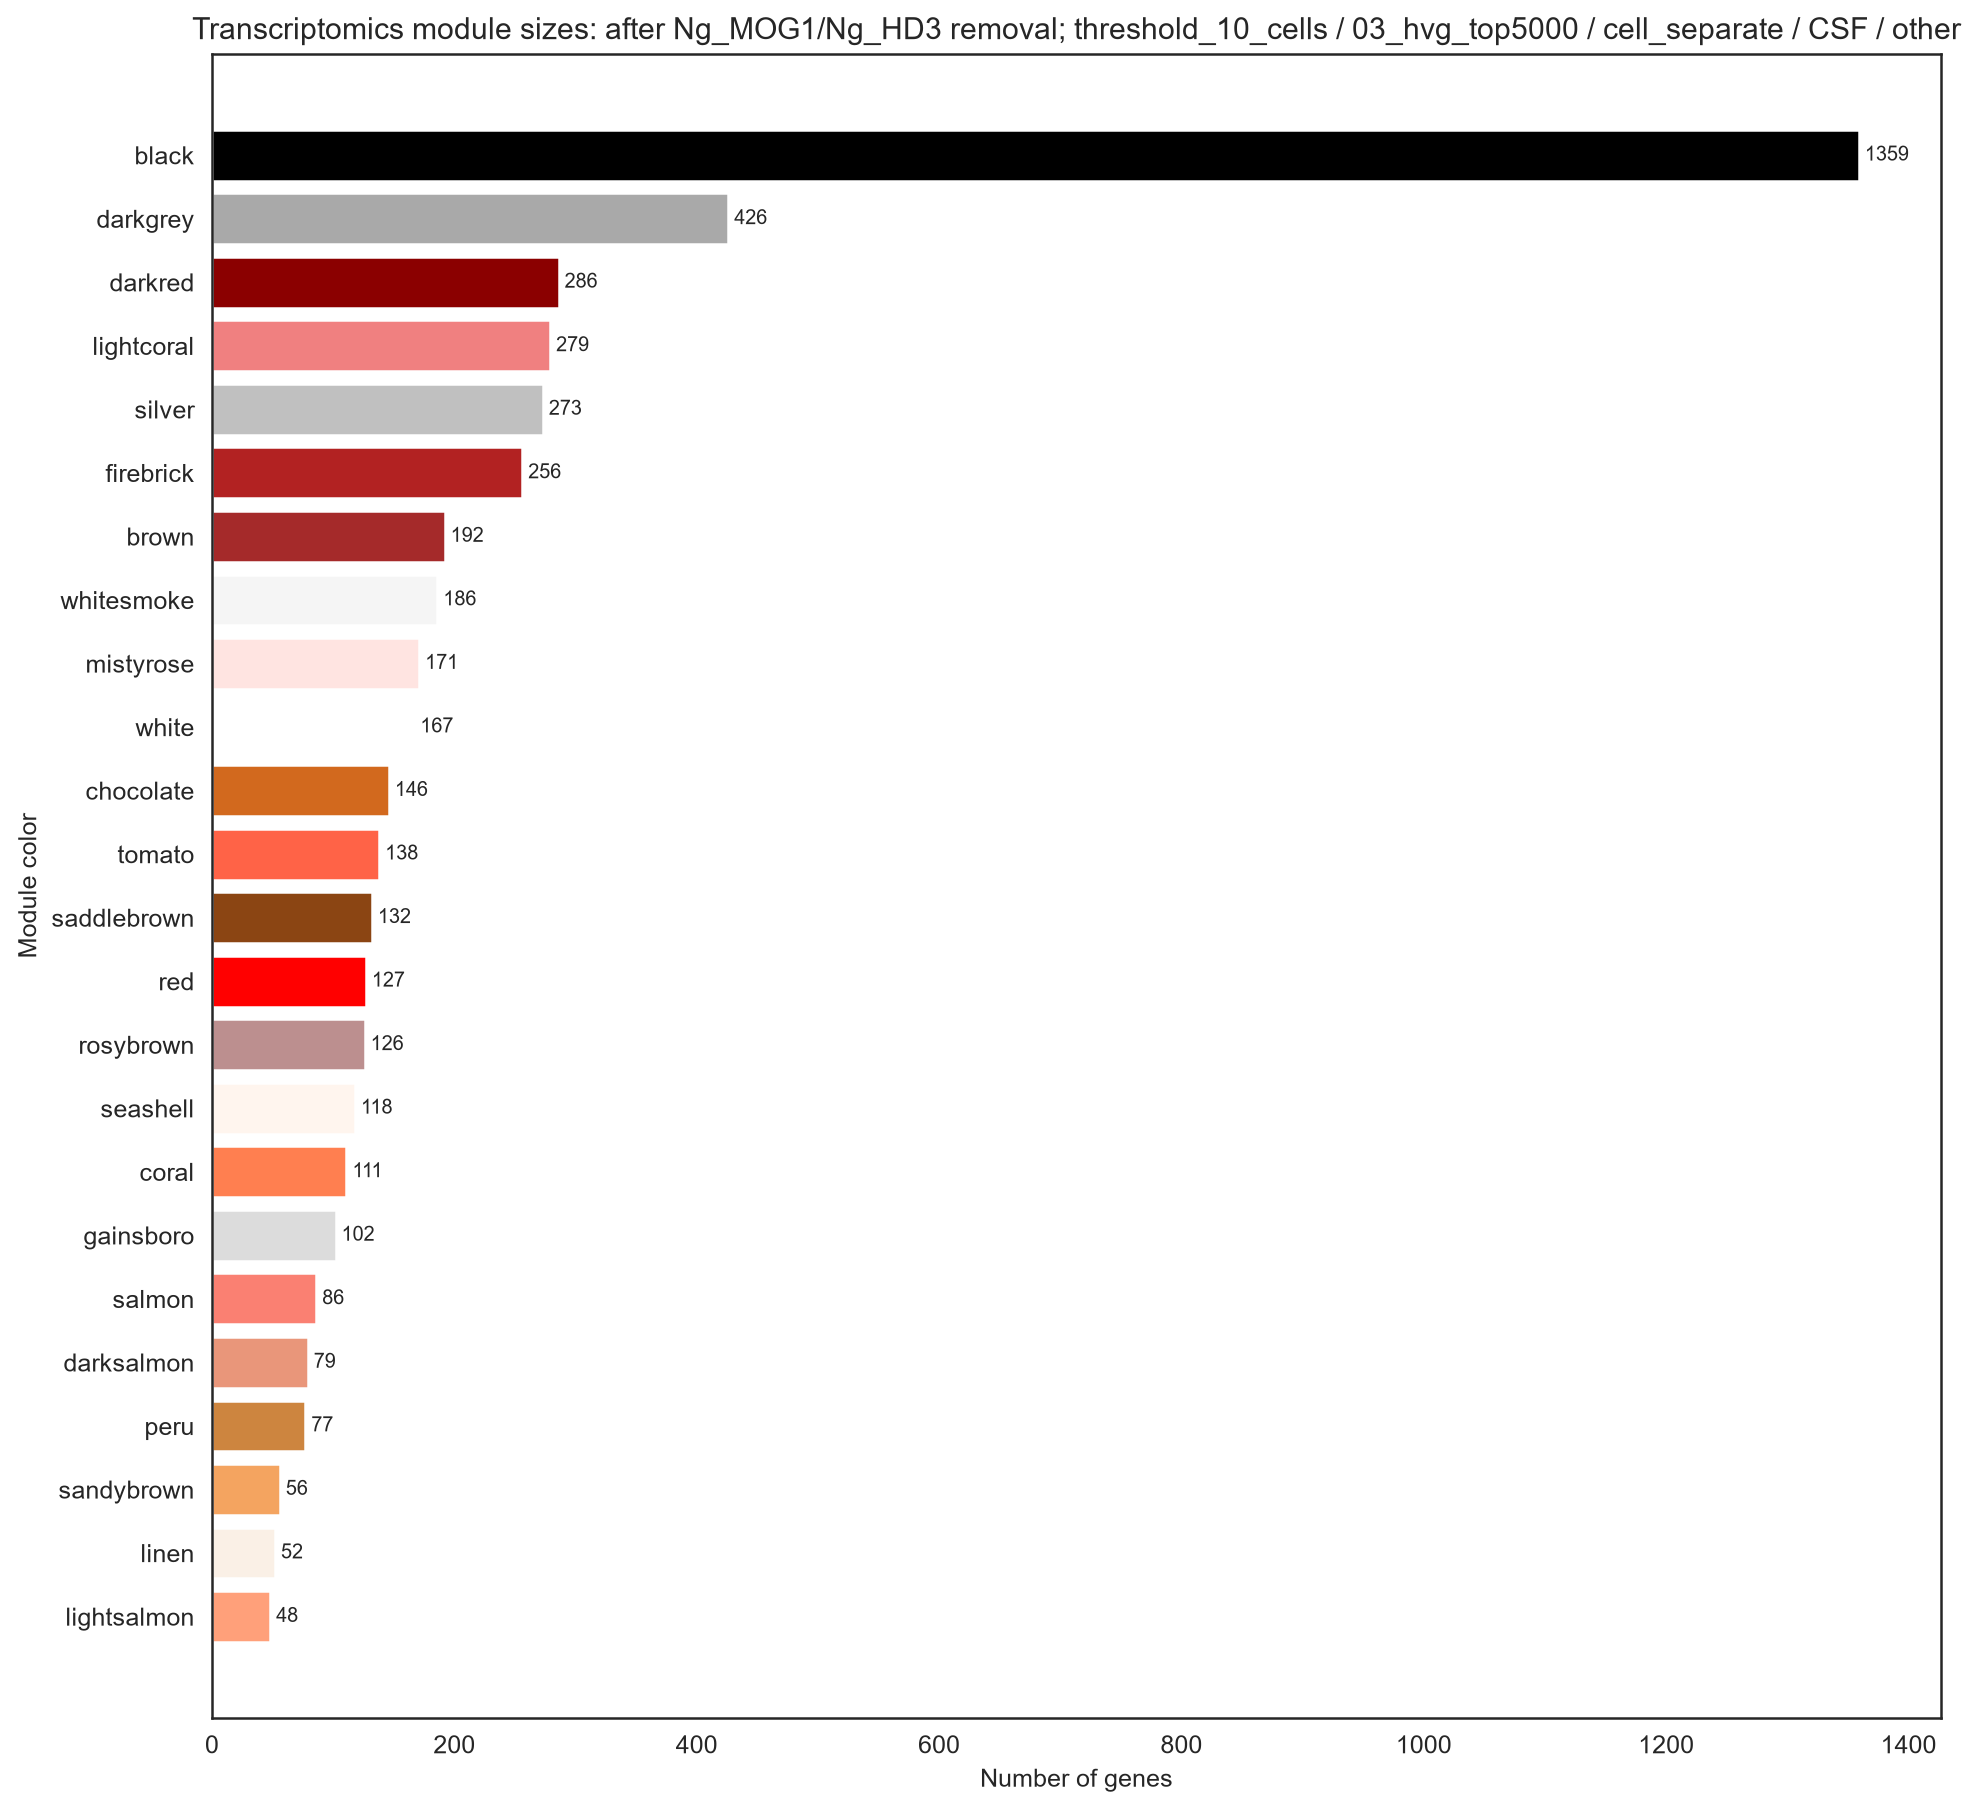 Transcriptomics module sizes: after Ng_MOG1/Ng_HD3 removal; threshold_10_cells / 03_hvg_top5000 / cell_separate / CSF / other
Module color
black 1359
darkgrey 426
darkred 286
lightcoral 279
silver 273
firebrick 256
brown 192
whitesmoke 186
mistyrose 171
white 167
chocolate 146
tomato 138
saddlebrown 132
red 127
rosybrown 126
seashell 118
coral 111
gainsboro 102
salmon 86
darksalmon 79
peru 77
sandybrown 56
linen 52
lightsalmon 48
0 200 400 600 800 1000 1200 1400
Number of genes